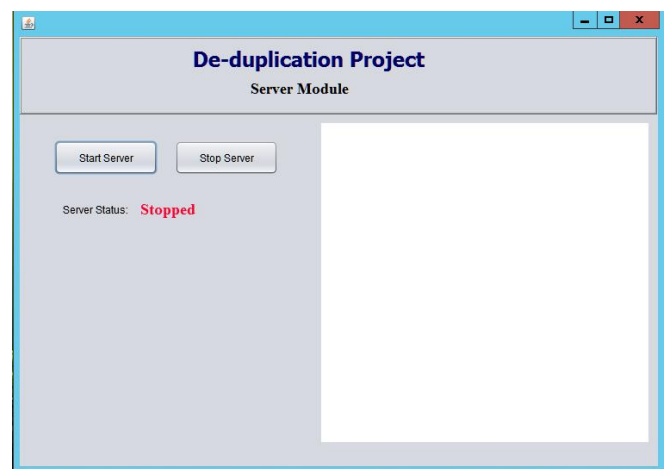 De-duplication Project
Server Module
Start Server
Stop Server
Server Status: Stopped